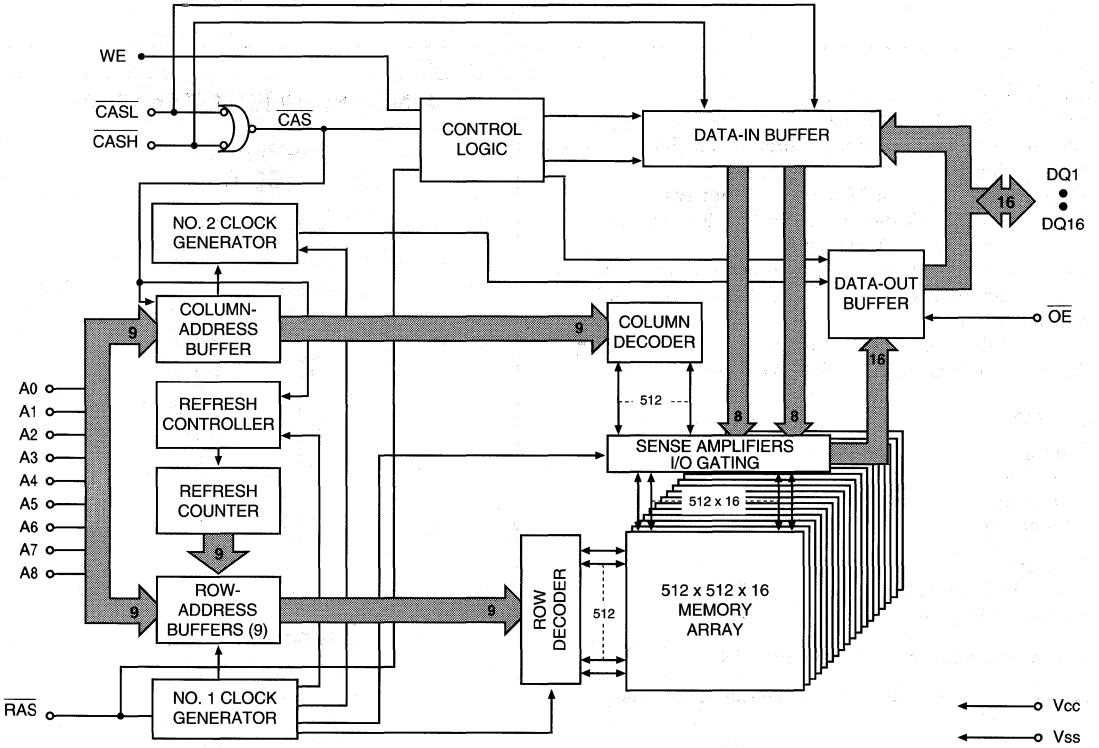 WE
CASL
CASH
CAS
CONTROL
LOGIC
DATA-IN BUFFER
DQ1
16
DQ16
NO. 2 CLOCK
GENERATOR
DATA-OUT
BUFFER
OE
COLUMN-
ADDRESS
BUFFER
9
9
COLUMN
DECODER
16
512
8
8
A0
A1
A2
A3
A4
A5
A6
A7
A8
REFRESH
CONTROLLER
REFRESH
COUNTER
9
SENSE AMPLIFIERS
I/O GATING
512 x 16
ROW-
ADDRESS
BUFFERS (9)
9
9
ROW
DECODER
512
512 x 512 x 16
MEMORY
ARRAY
RAS
NO. 1 CLOCK
GENERATOR
Vcc
Vss